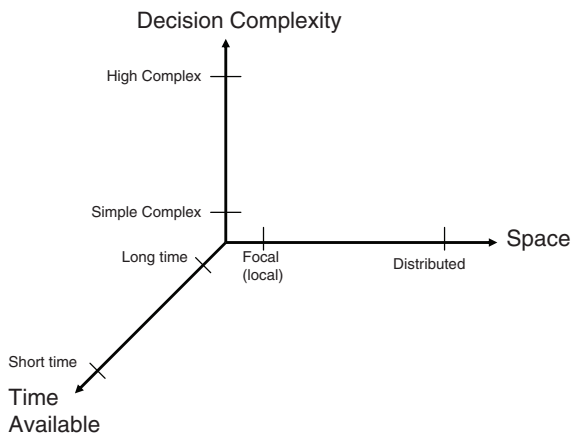 Decision Complexity
High Complex
Simple Complex
Space
Long time
Focal
(local)
Distributed
Short time
Time
Available